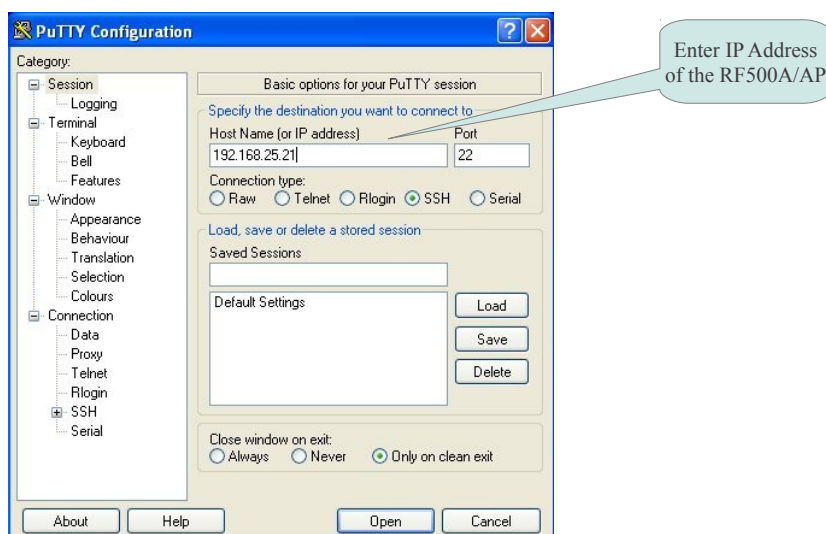 PuTTY Configuration
Category:
Session
Logging
Terminal
Keyboard
Bell
Features
Window
Appearance
Behaviour
Translation
Selection
Colours
Connection
Data
Proxy
Telnet
Rlogin
SSH
Serial
Basic options for your PuTTY session
Specify the destination you want to connect to
Host Name (or IP address) Port
192.168.25.21 22
Connection type:
Raw Telnet Rlogin SSH Serial
Load, save or delete a stored session
Saved Sessions
Default Settings
Load
Save
Delete
Close window on exit:
Always Never Only on clean exit
About Help Open Cancel
Enter IP Address
of the RF500A/AP